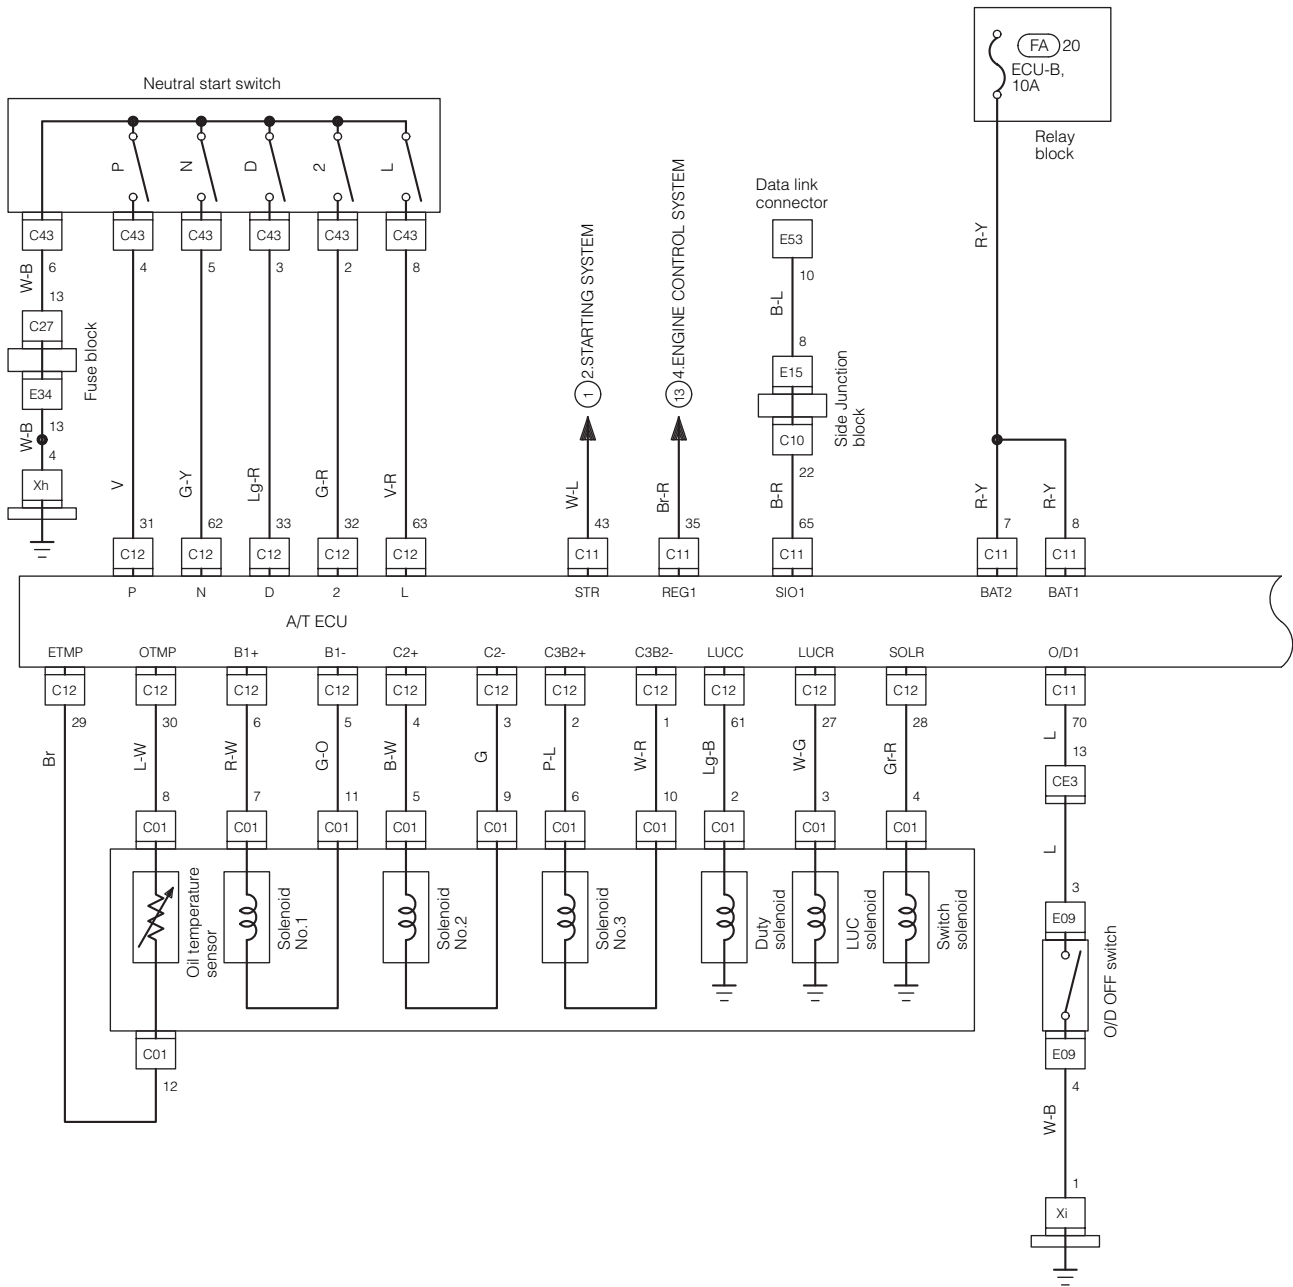 FA 20
ECU-B,
10A
Relay
block
Neutral start switch
P N D 2 L
C43 C43 C43 C43 C43 C43
6 4 5 3 2 8
W-B
13
C27
Fuse block
E34
13
W-B
4
Xh
Data link
connector
E53
10
B-L
8
E15
Side Junction
block
C10
22
B-R
1 2.STARTING SYSTEM
13 4.ENGINE CONTROL SYSTEM
R-Y
V G-Y Lg-R G-R V-R W-L Br-R R-Y R-Y
31 62 33 32 63 43 35 65 7 8
C12 C12 C12 C12 C12 C11 C11 C11 C11 C11
P N D 2 L STR REG1 SIO1 BAT2 BAT1
A/T ECU
ETMP OTMP B1+ B1- C2+ C2- C3B2+ C3B2- LUCC LUCR SOLR O/D1
C12 C12 C12 C12 C12 C12 C12 C12 C12 C12 C12 C11
29 30 6 5 4 3 2 1 61 27 28 70
Br L-W R-W G-O B-W G P-L W-R Lg-B W-G Gr-R L
13
CE3
8 7 11 5 9 6 10 2 3 4
C01 C01 C01 C01 C01 C01 C01 C01 C01 C01
L
3
E09
Oil temperature
sensor
Solenoid
No.1
Solenoid
No.2
Solenoid
No.3
Duty
solenoid
LUC
solenoid
Switch
solenoid
O/D OFF switch
C01
12
E09
4
W-B
1
Xi